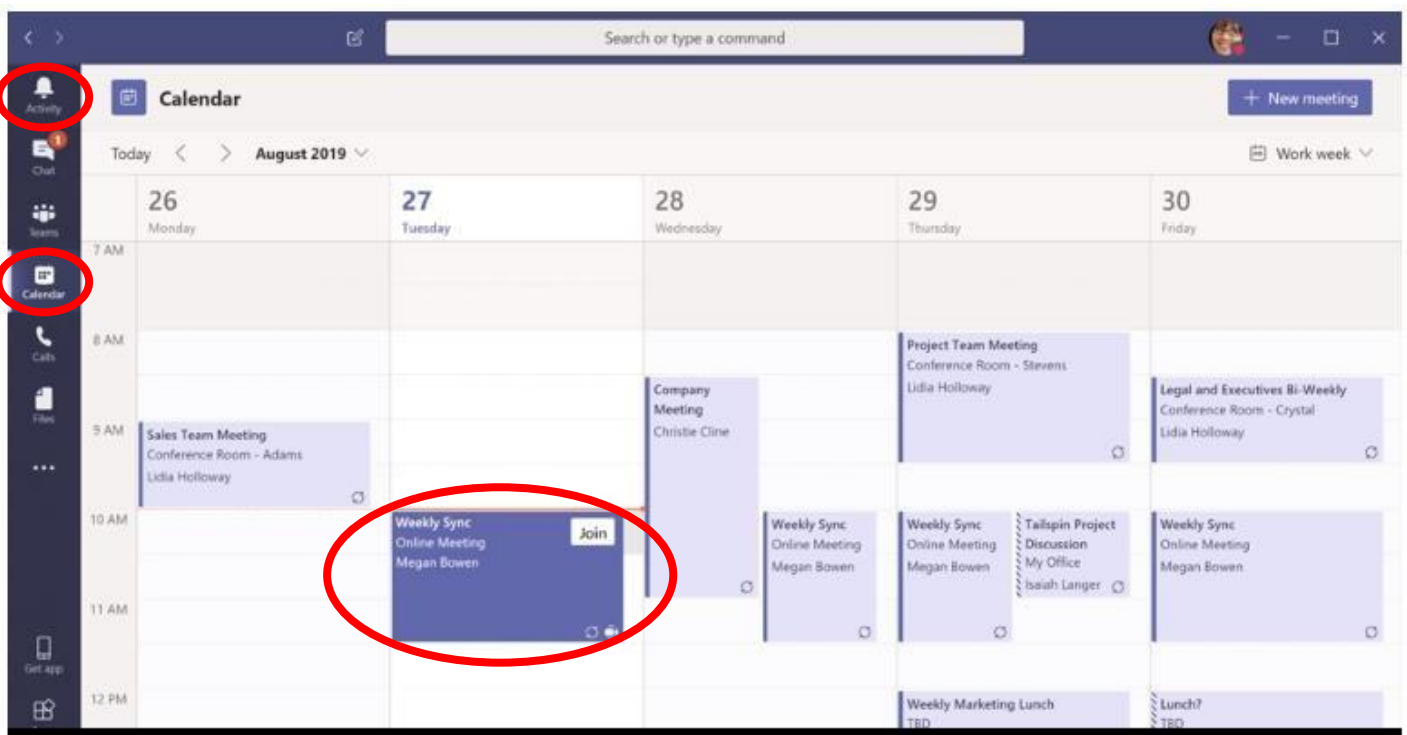 Search or type a command
Activity
Calendar
+ New meeting
1
Chat
Today < > August 2019
Work week
Teams
26
Monday
27
Tuesday
28
Wednesday
29
Thursday
30
Friday
Calendar
Calls
Files
Get app
7 AM
8 AM
9 AM
10 AM
11 AM
12 PM
Sales Team Meeting
Conference Room - Adams
Lidia Holloway
Weekly Sync
Join
Online Meeting
Megan Bowen
Company
Meeting
Christie Cline
Weekly Sync
Online Meeting
Megan Bowen
Project Team Meeting
Conference Room - Stevens
Lidia Holloway
Weekly Sync
Online Meeting
Megan Bowen
Tailspin Project
Discussion
My Office
Isaiah Langer
Weekly Marketing Lunch
TBD
Legal and Executives Bi-Weekly
Conference Room - Crystal
Lidia Holloway
Weekly Sync
Online Meeting
Megan Bowen
Lunch?
TBD